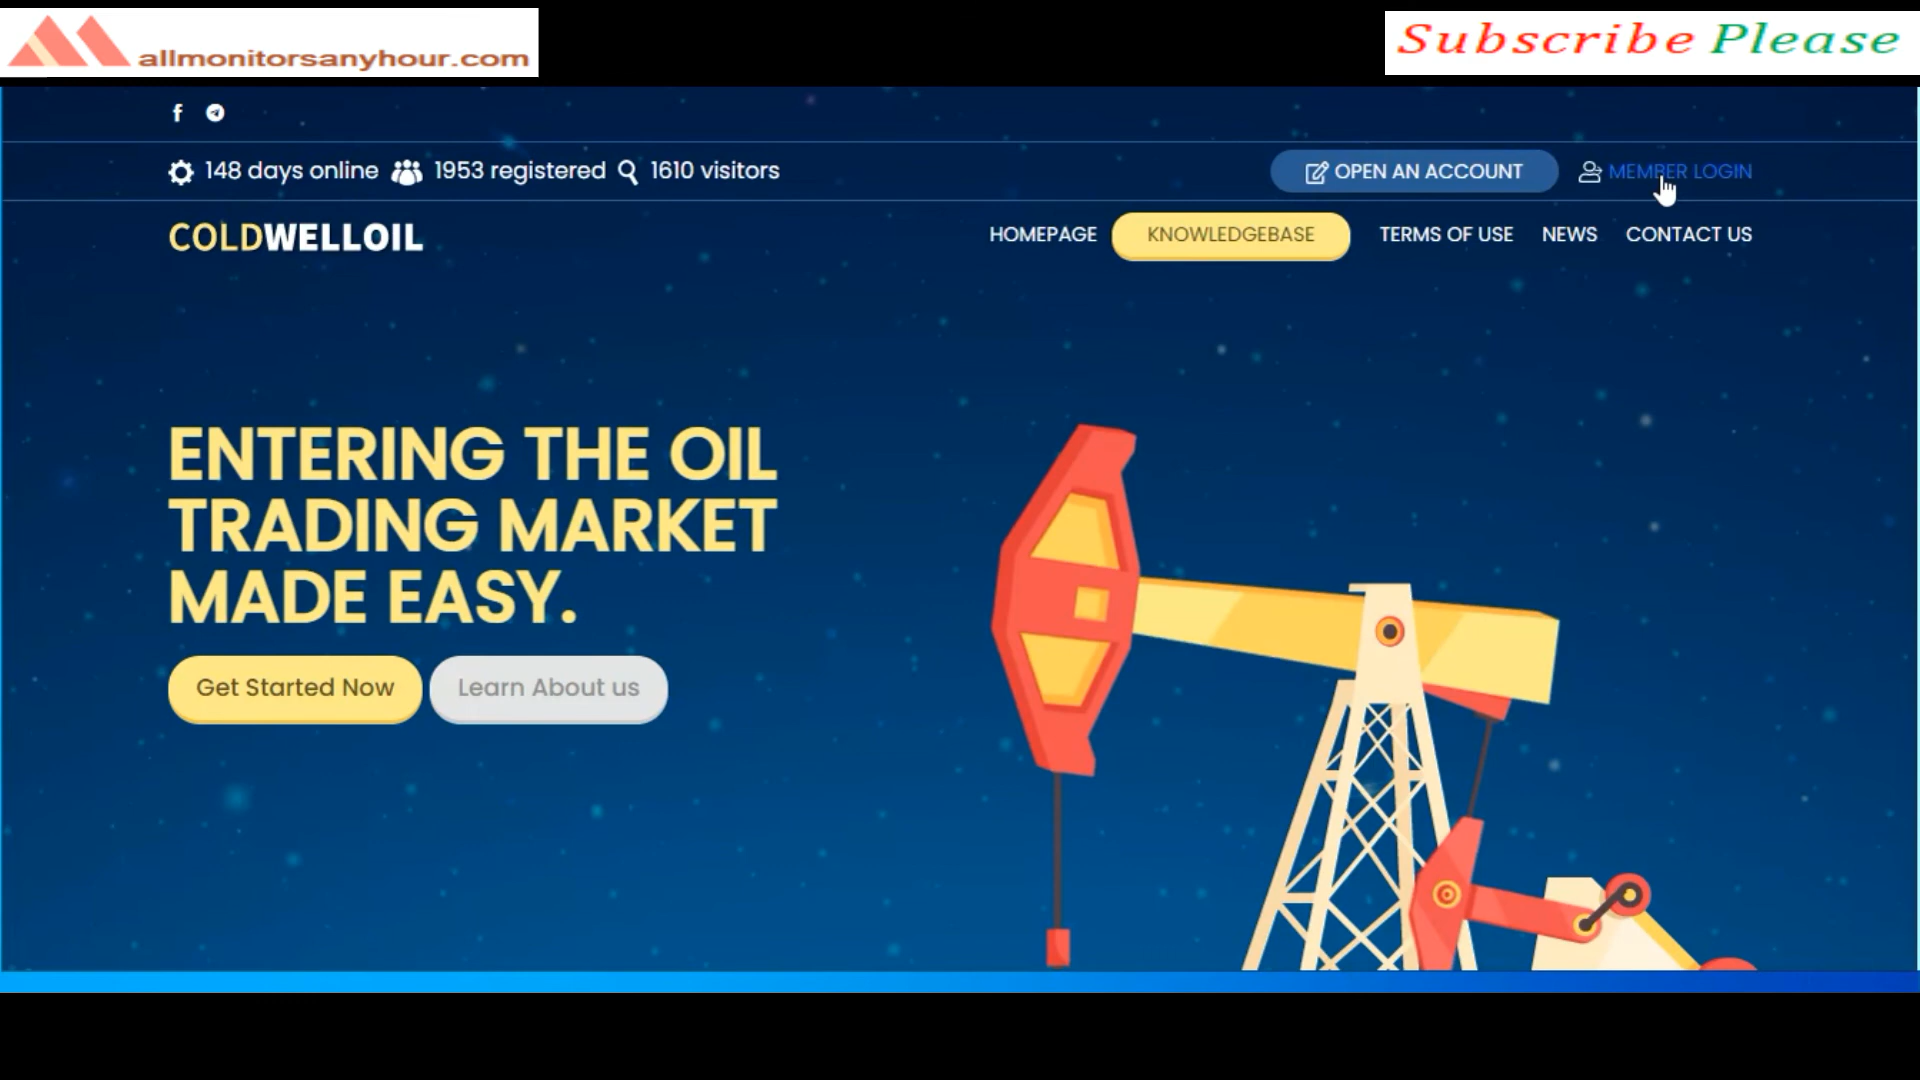 allmonitorsanyhour.com
Subscribe Please
148 days online 1953 registered 1610 visitors
OPEN AN ACCOUNT MEMBER LOGIN
COLDWELLOIL
HOMEPAGE KNOWLEDGEBASE TERMS OF USE NEWS CONTACT US
ENTERING THE OIL
TRADING MARKET
MADE EASY.
Get Started Now Learn About us